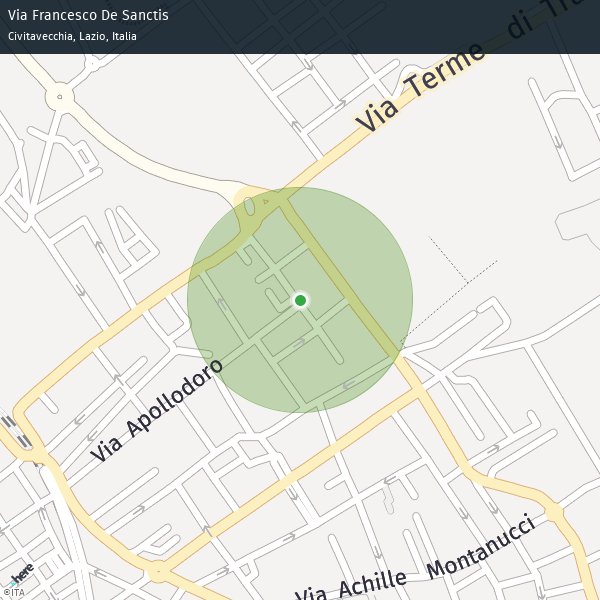 Via Francesco De Sanctis
Civitavecchia, Lazio, Italia
Via Terme di Tra
Via Apollodoro
Via Achille Montanucci
here
©ITA